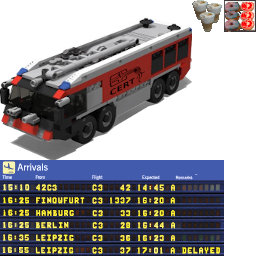 CERT
Arrivals
Time From Flight Expected Remarks
15:10 42C3 C3 42 14:45 A
16:25 FINOWFURT C3 1337 16:20 A
16:25 HAMBURG C3 33 16:20 A
16:25 BERLIN C3 28 16:20 A
16:35 LEIPZIG C3 36 16:23 A
16:55 LEIPZIG C3 37 17:01 A DELAYED